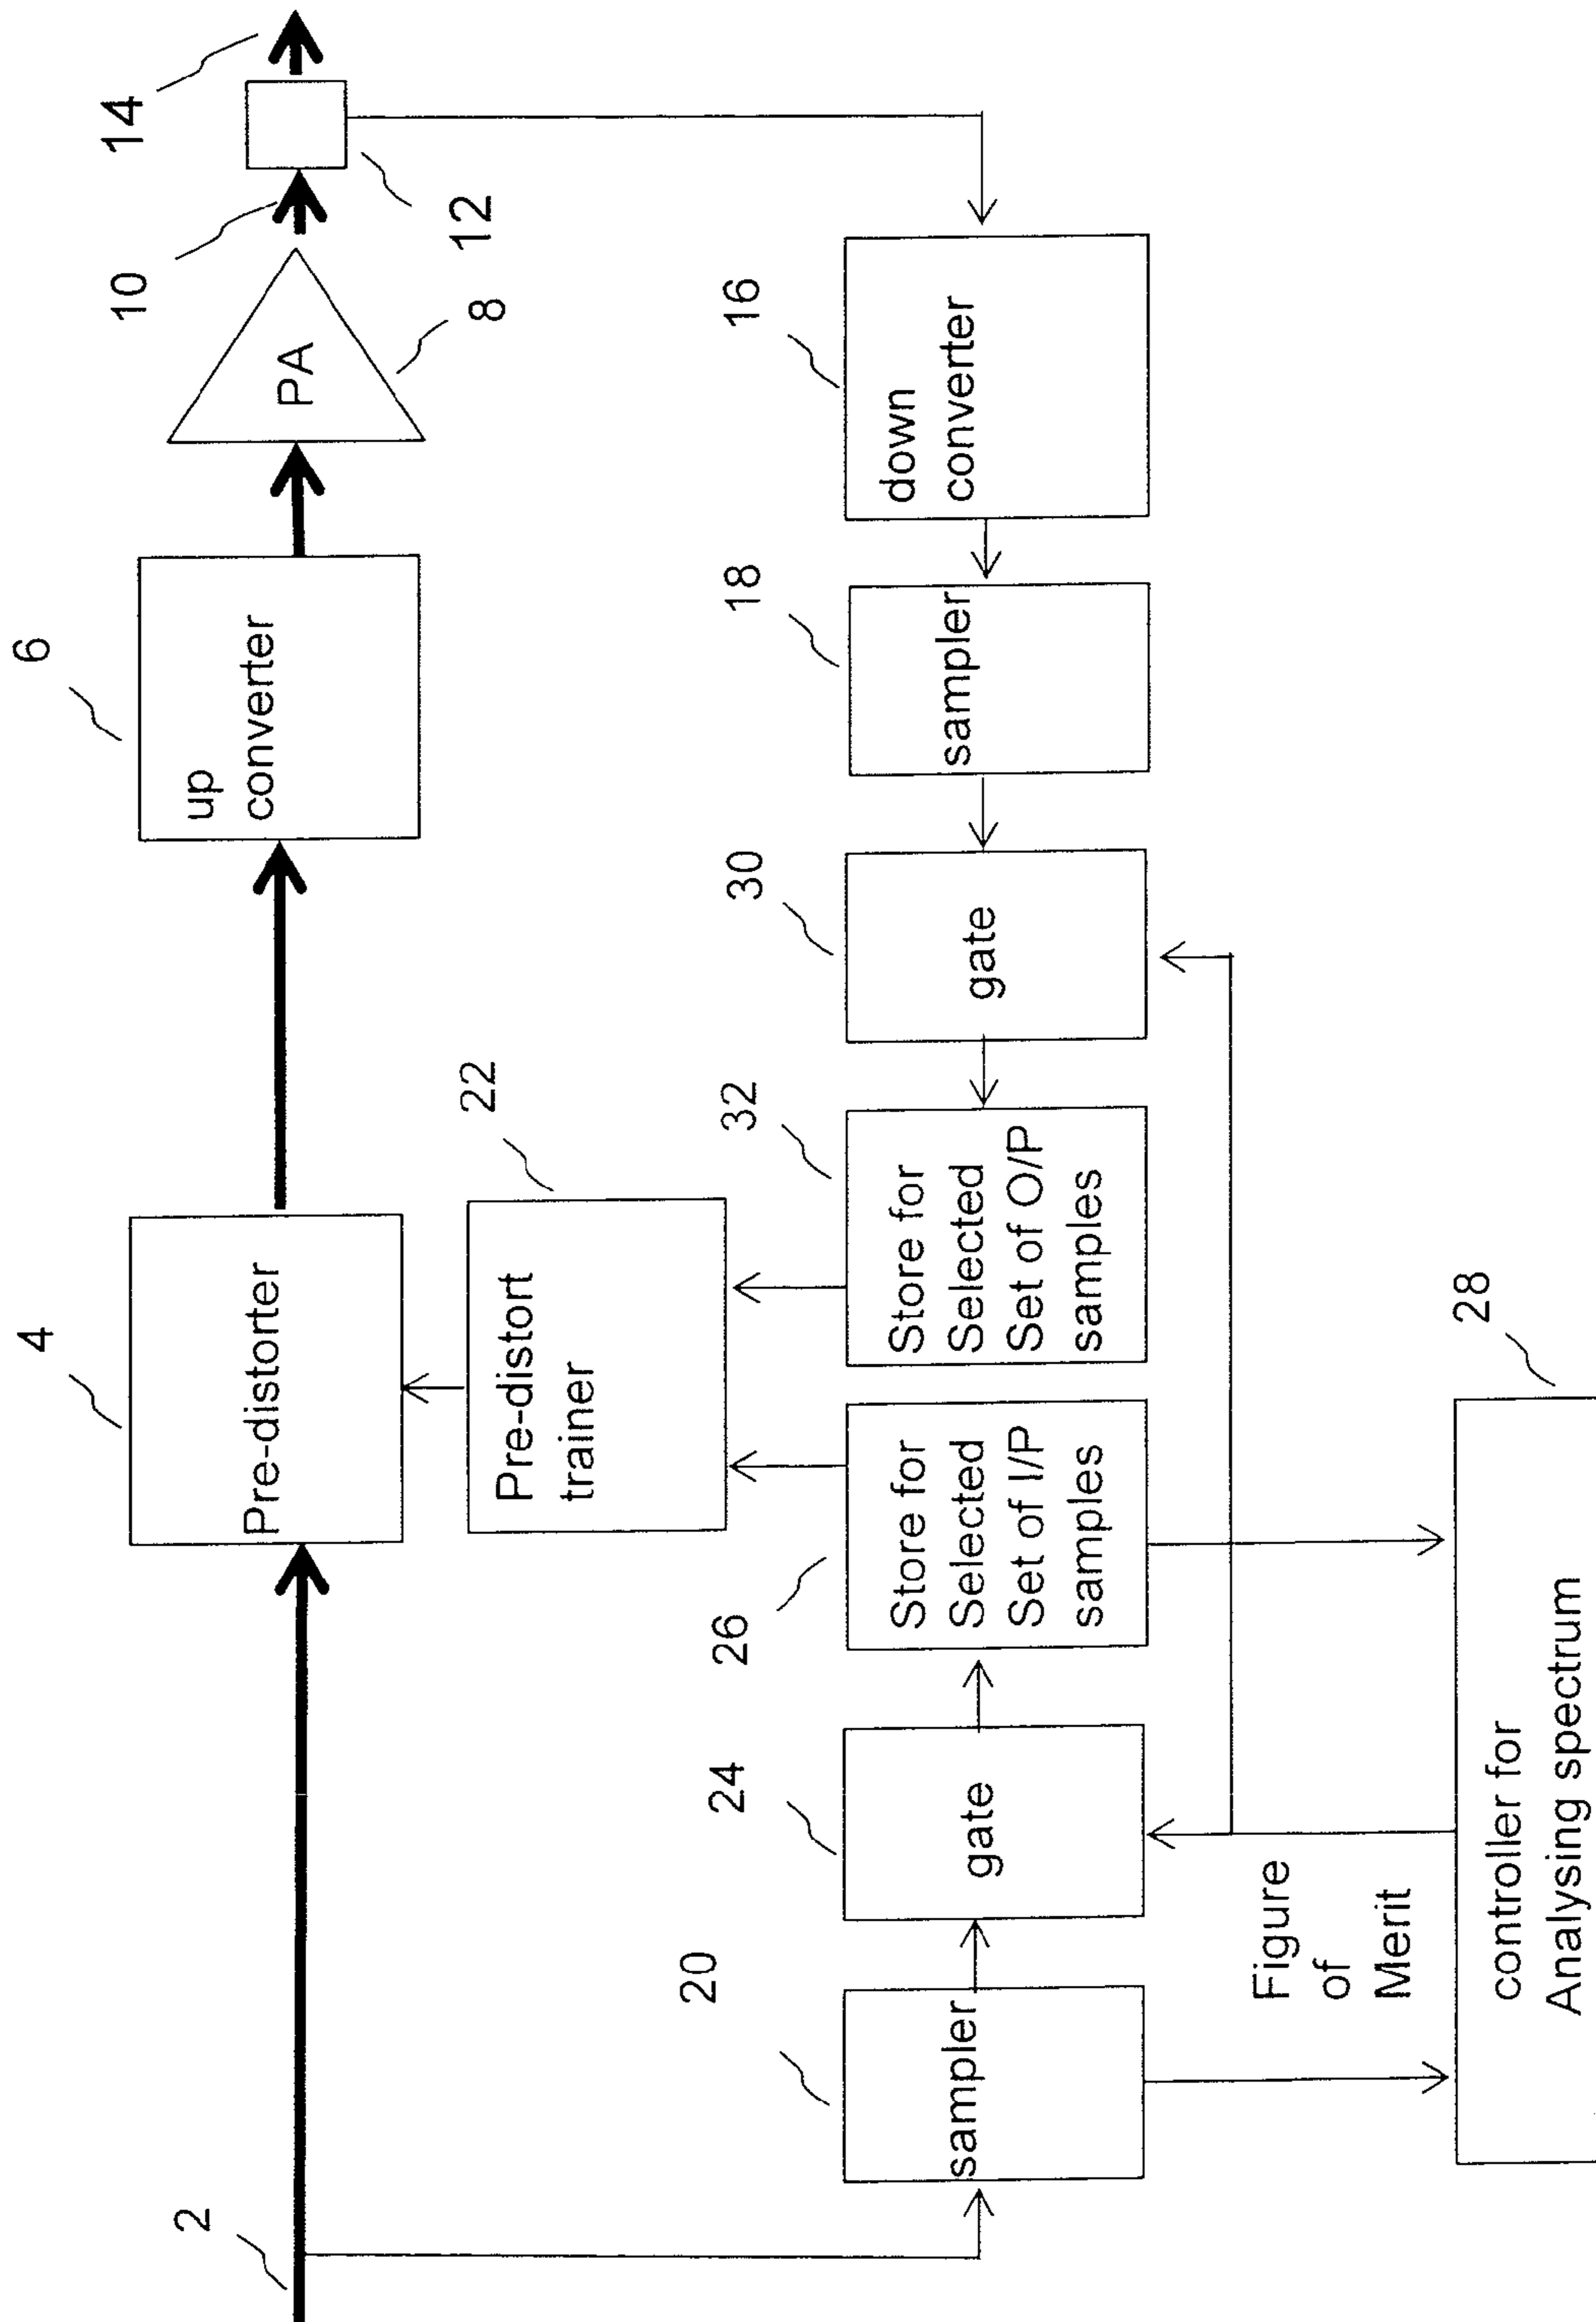 2
4
Pre-distorter
6
up
converter
PA
8
10
12
14
22
Pre-distort
trainer
20
sampler
24
gate
26
Store for
Selected
Set of I/P
samples
32
Store for
Selected
Set of O/P
samples
30
gate
18
sampler
16
down
converter
Figure
of
Merit
28
controller for
Analysing spectrum